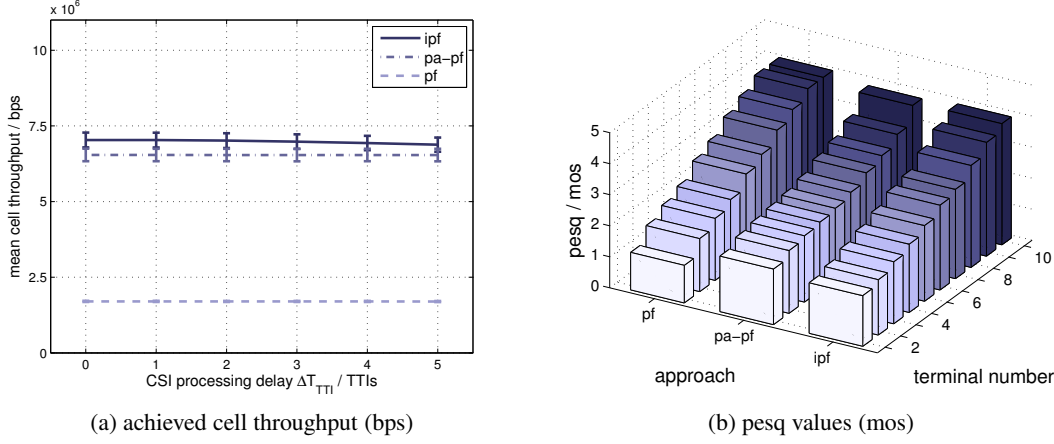 x 10⁶
10
7.5
5
2.5
0
mean cell throughput / bps
ipf
pa-pf
pf
0 1 2 3 4 5
CSI processing delay ΔT_TTI / TTIs
(a) achieved cell throughput (bps)
5
4
3
2
1
0
pesq / mos
pf
pa-pf
ipf
approach
10
8
6
4
2
terminal number
(b) pesq values (mos)